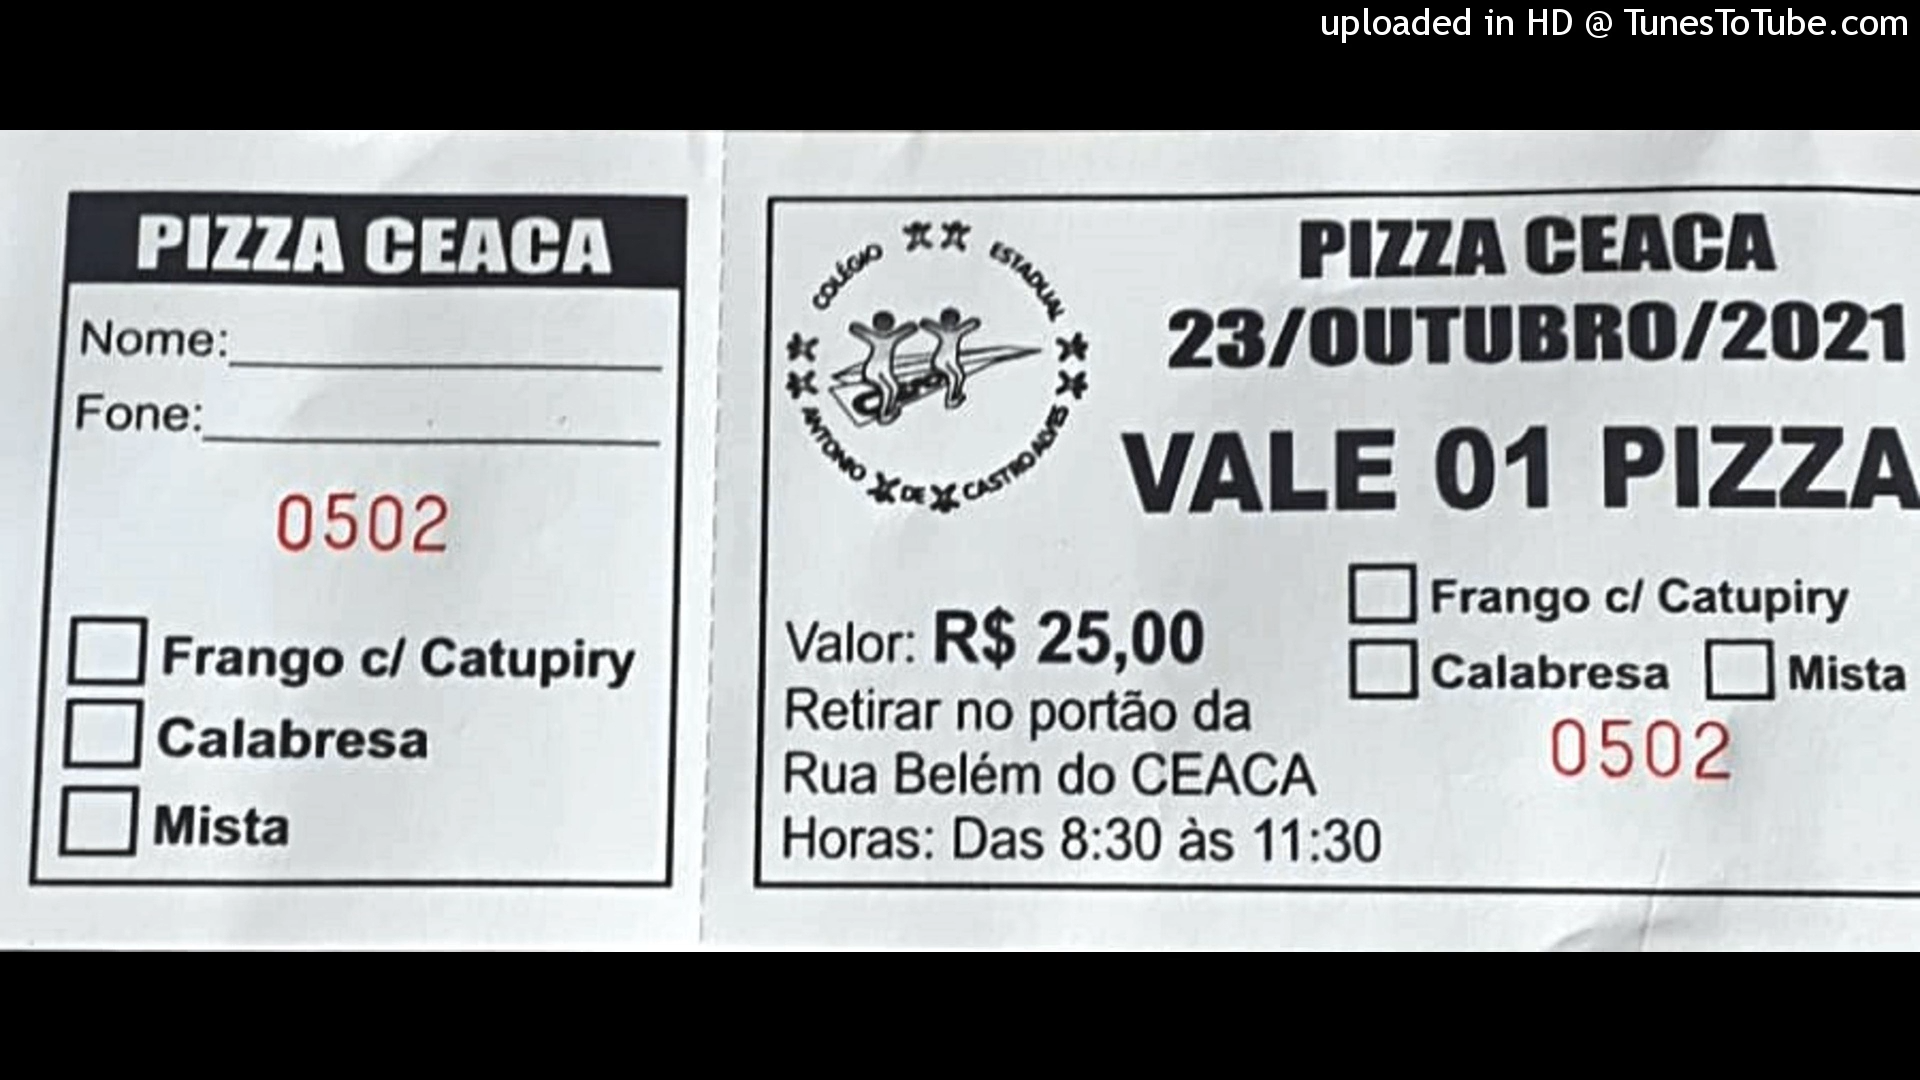 uploaded in HD @ TunesToTube.com
PIZZA CEACA
Nome:
Fone:
0502
Frango c/ Catupiry
Calabresa
Mista
COLÉGIO ESTADUAL
ANTONIO DE CASTRO ALVES
PIZZA CEACA
23/OUTUBRO/2021
VALE 01 PIZZA
Valor: R$ 25,00
Retirar no portão da
Rua Belém do CEACA
Horas: Das 8:30 às 11:30
Frango c/ Catupiry
Calabresa Mista
0502